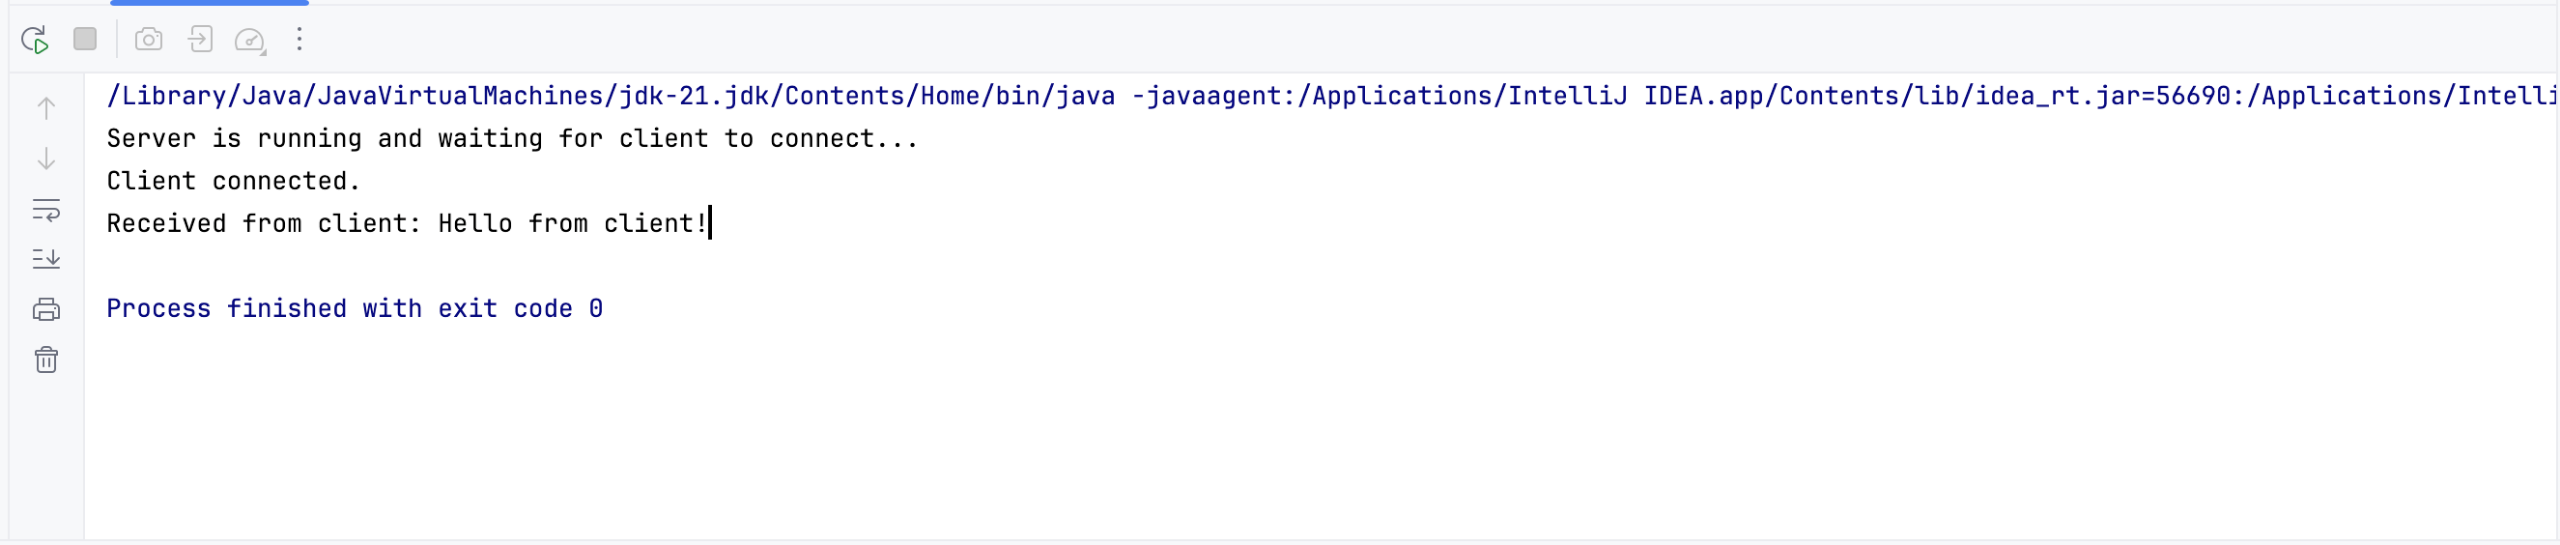 /Library/Java/JavaVirtualMachines/jdk-21.jdk/Contents/Home/bin/java -javaagent:/Applications/IntelliJ IDEA.app/Contents/lib/idea_rt.jar=56690:/Applications/Intelli
Server is running and waiting for client to connect...
Client connected.
Received from client: Hello from client!
Process finished with exit code 0